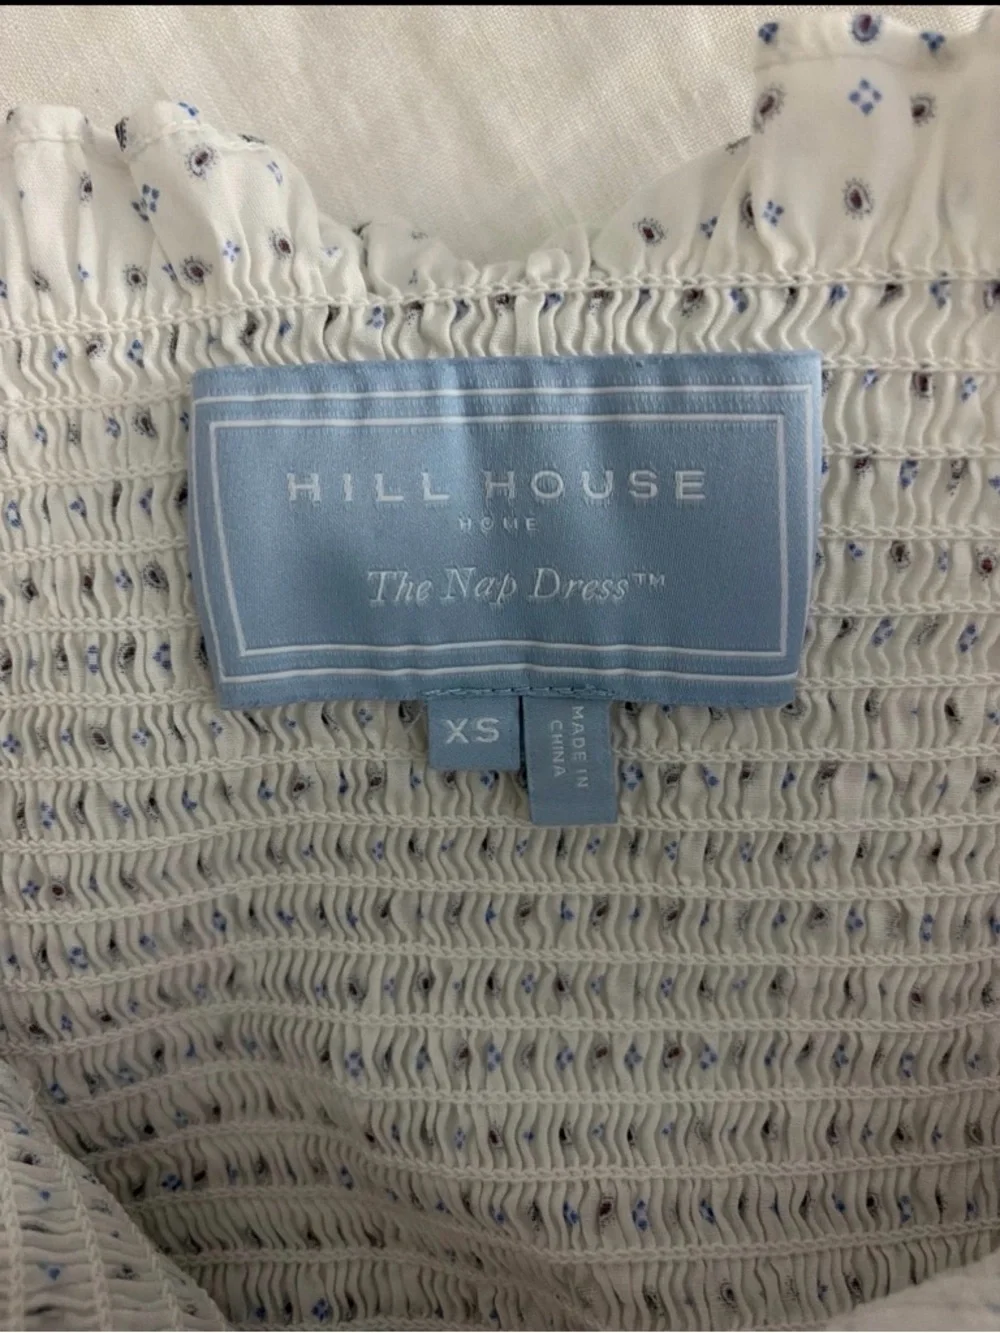 HILL HOUSE
HOME
The Nap Dress™
XS
MADE IN
CHINA